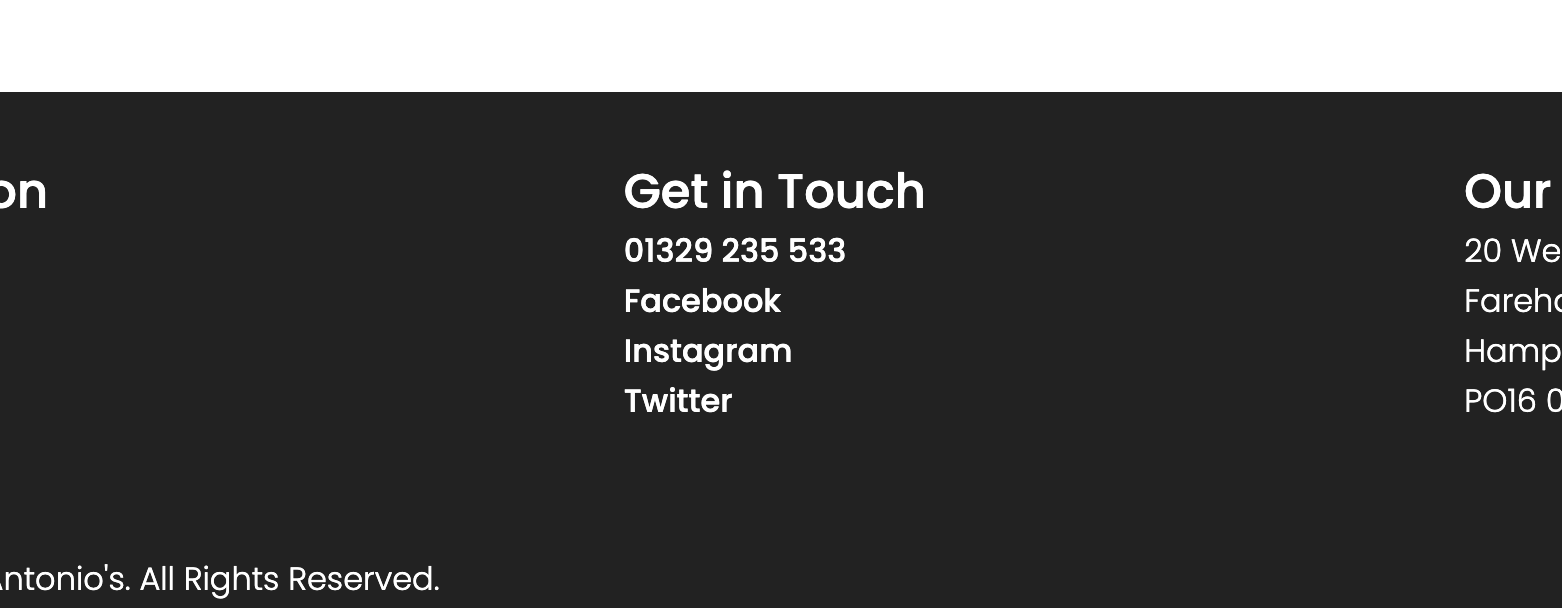 on
Get in Touch
01329 235 533
Facebook
Instagram
Twitter
Our
20 We
Fareha
Hamp
PO16 0
Antonio's. All Rights Reserved.